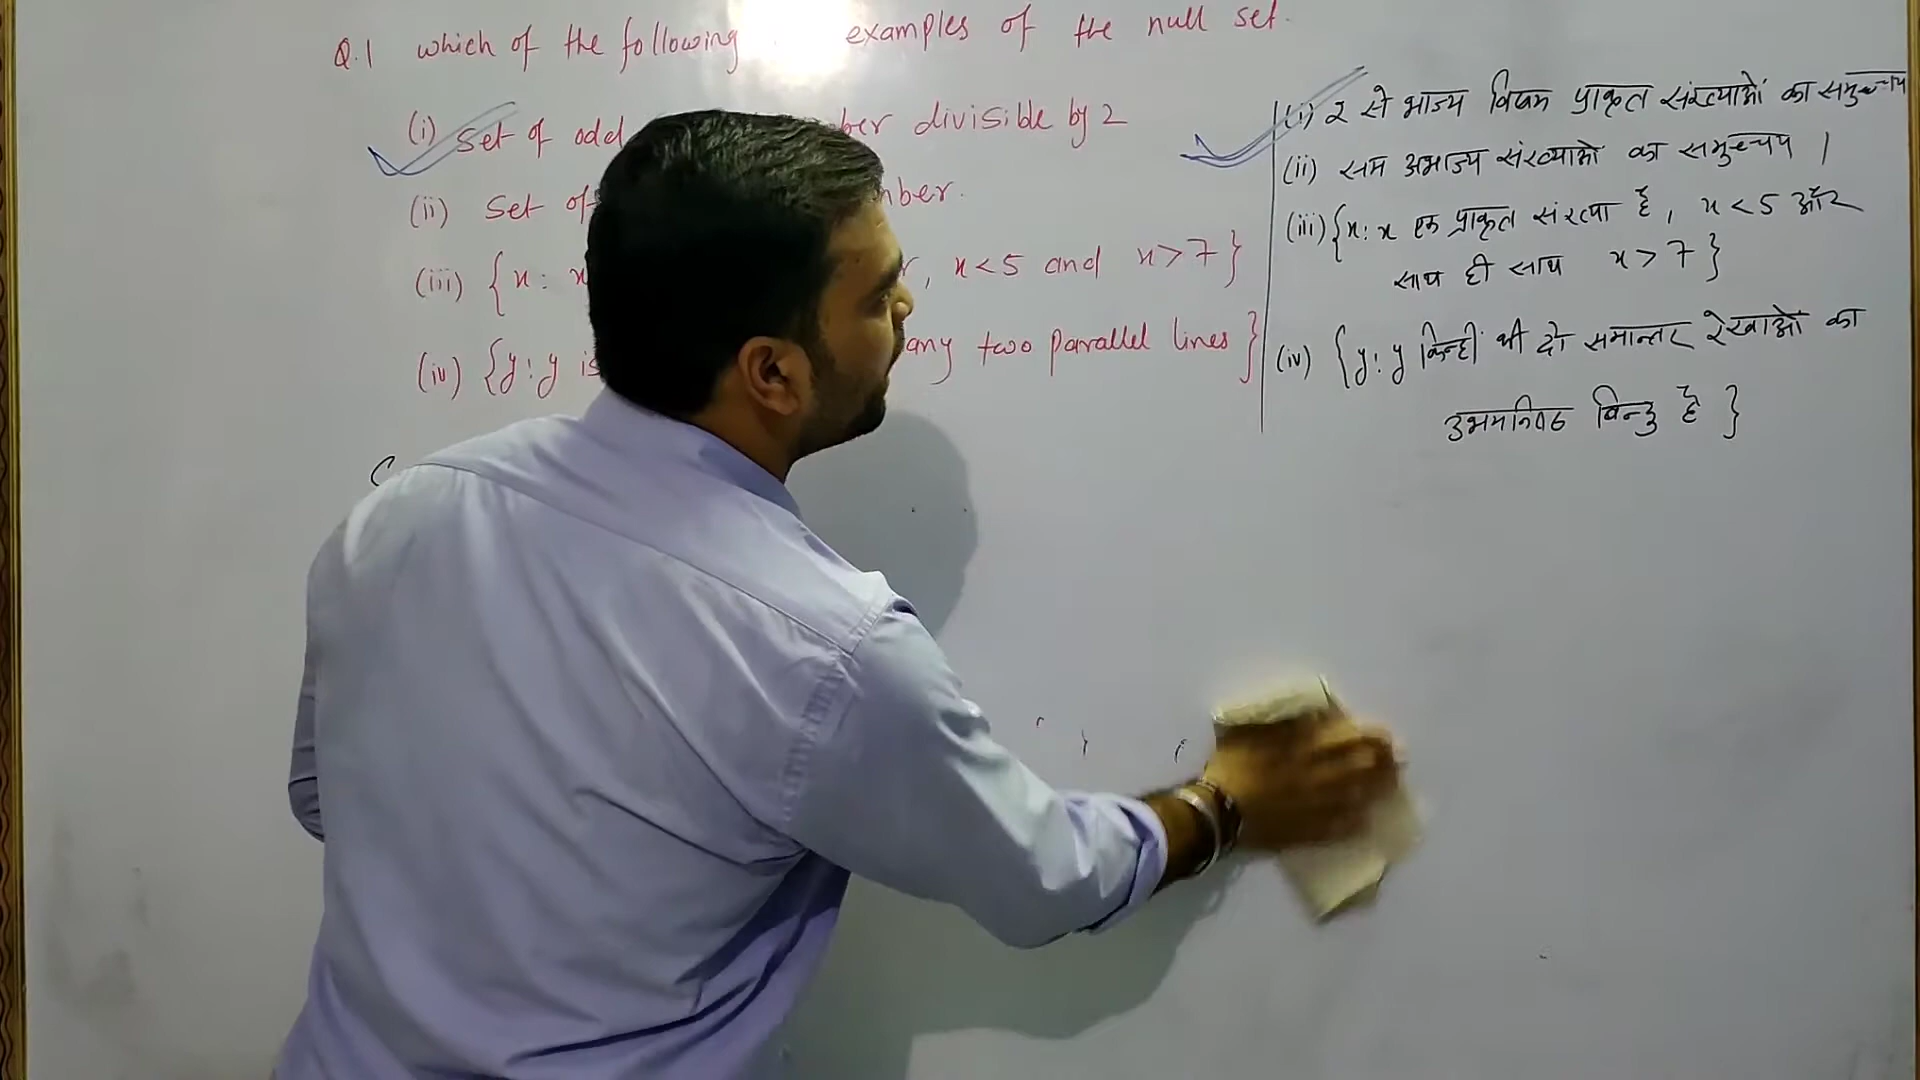 Q.1 which of the following examples of the null set.
(i) Set of odd ber divisible by 2
(ii) Set of nber.
(iii) {x: x r, x<5 and x>7}
(iv) {y: y is any two parallel lines}
(i) 2 से भाज्य विषम प्राकृत संख्याओं का समुच्चय
(ii) सम अभाज्य संख्याओं का समुच्चय।
(iii) {x: x एक प्राकृत संख्या है, x<5 और
साथ ही साथ x>7}
(iv) {y: y किन्हीं भी दो समान्तर रेखाओं का
उभयनिष्ठ बिन्दु है}